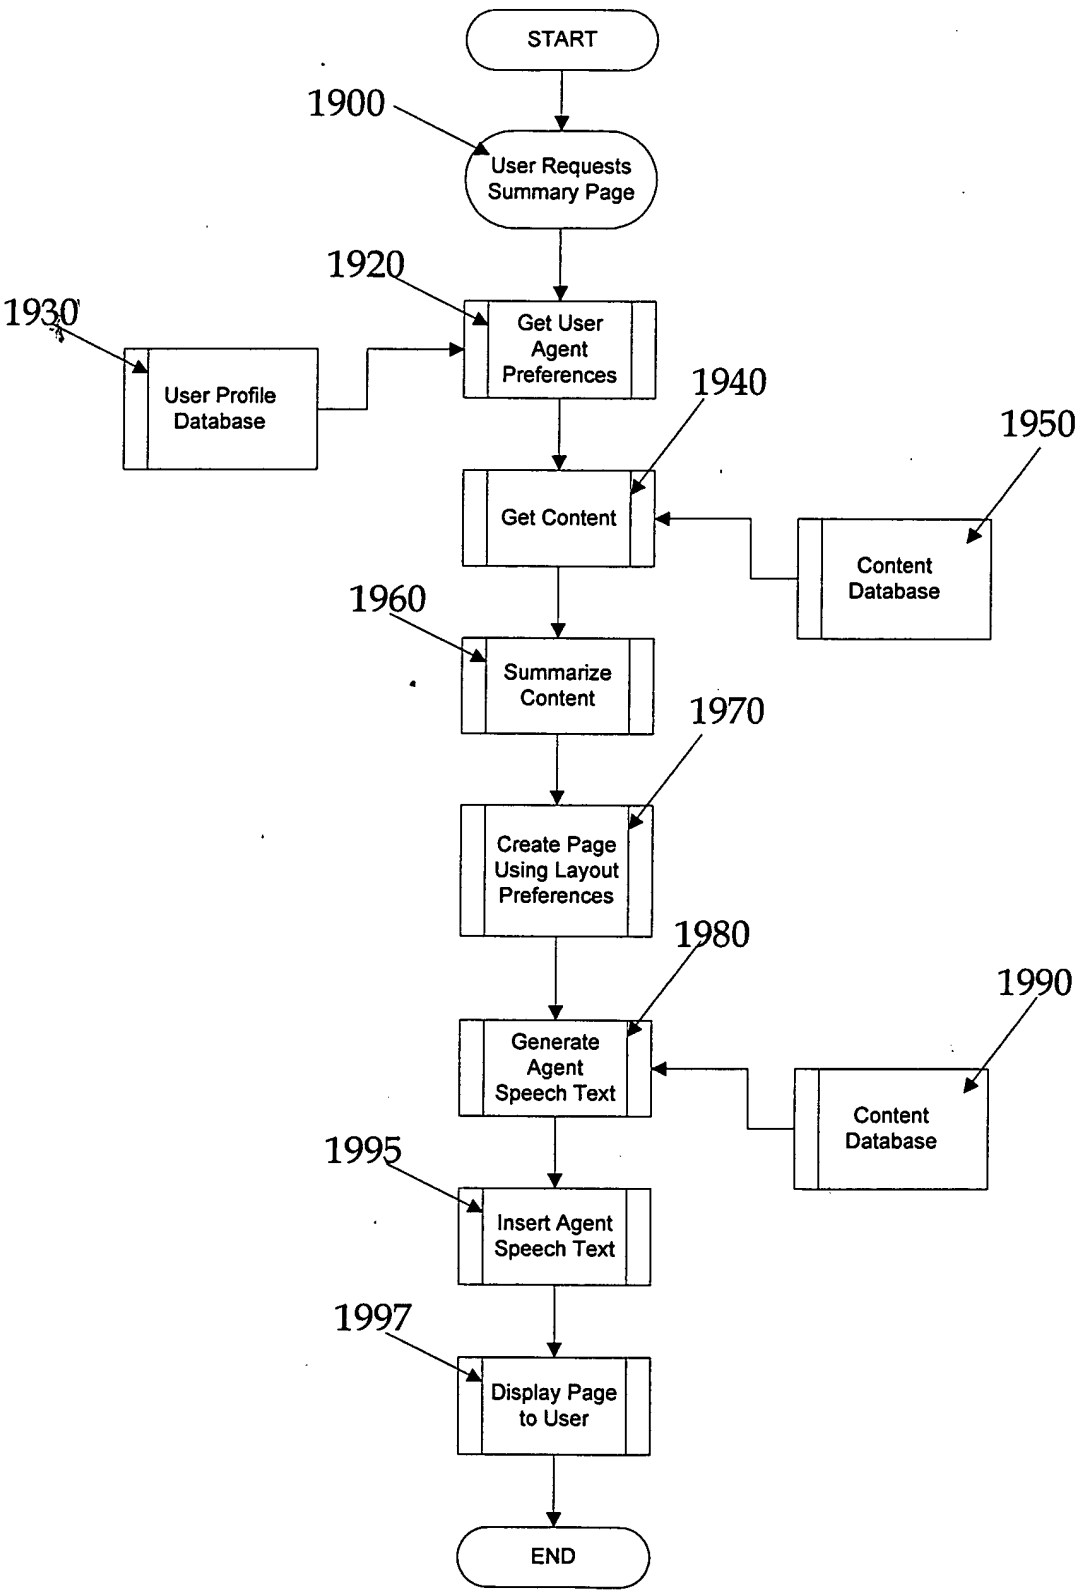 START
1900
User Requests
Summary Page
1920
Get User
Agent
Preferences
1930
User Profile
Database
1940
Get Content
1950
Content
Database
1960
Summarize
Content
1970
Create Page
Using Layout
Preferences
1980
Generate
Agent
Speech Text
1990
Content
Database
1995
Insert Agent
Speech Text
1997
Display Page
to User
END